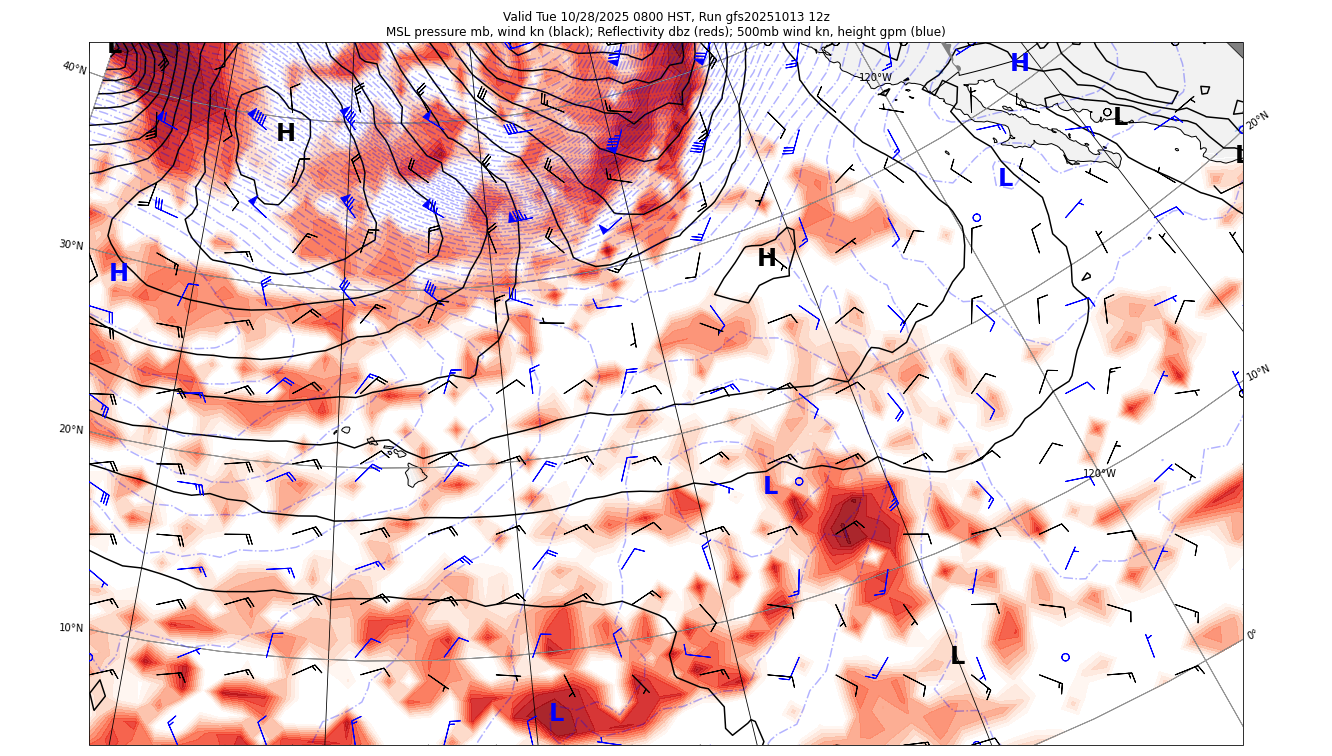 Valid Tue 10/28/2025 0800 HST, Run gfs20251013 12z
MSL pressure mb, wind kn (black); Reflectivity dbz (reds); 500mb wind kn, height gpm (blue)
L
40°N
H
120°W
H
L
20°N
L
L
30°N
H
H
10°N
20°N
120°W
L
10°N
0°
L
L